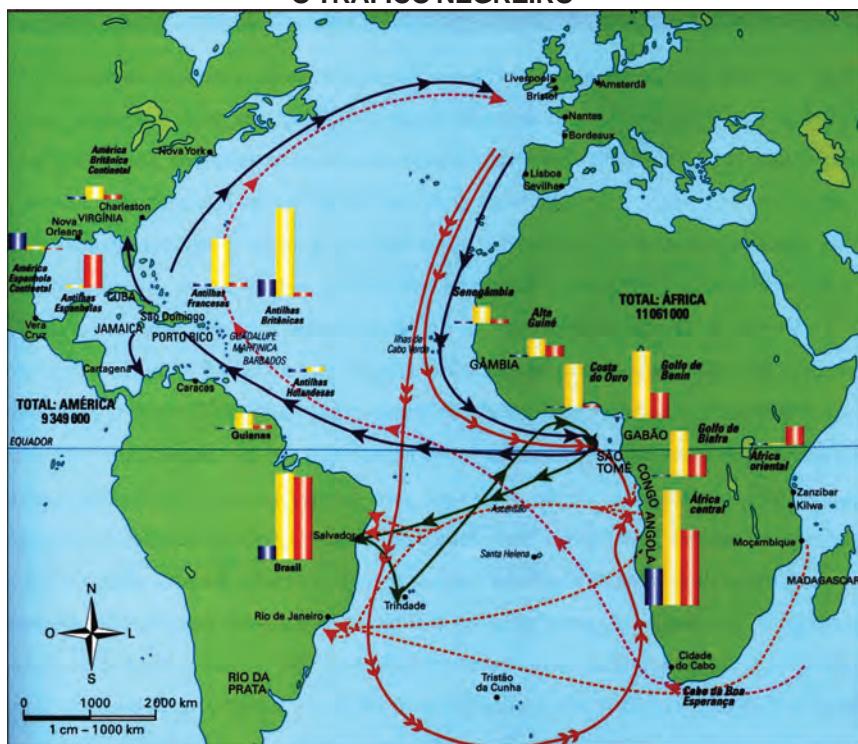 O TRÁFICO NEGREIRO
Liverpool
Bristol
Amsterdã
Nantes
Bordeaux
Lisboa
Sevilha
América
Britânica
Continental
Nova York
Charleston
VIRGÍNIA
Nova
Orleans
América
Espanhola
Continental
Antilhas
Espanholas
CUBA
São Domingo
JAMAICA
PORTO RICO
Vera
Cruz
Cartagena
Caracas
Antilhas
Francesas
Antilhas
Britânicas
GUADALUPE
MARTINICA
BARBADOS
Antilhas
Holandesas
TOTAL: AMÉRICA
9 349 000
EQUADOR
Guianas
Senegâmbia
Ilhas de
Cabo Verde
GÂMBIA
Alta
Guiné
TOTAL: ÁFRICA
11 061 000
Costa
do Ouro
Golfo de
Benin
GABÃO
Golfo de
Biafra
África
oriental
SÃO
TOMÉ
CONGO
ANGOLA
África
central
Zanzibar
Kilwa
Moçambique
MADAGASCAR
Ascensão
Santa Helena
Salvador
Brasil
Trindade
Rio de Janeiro
RIO DA
PRATA
Tristão
da Cunha
Cidade
do Cabo
Cabo da Boa
Esperança
N
O
L
S
0 1000 2000 km
1 cm – 1000 km